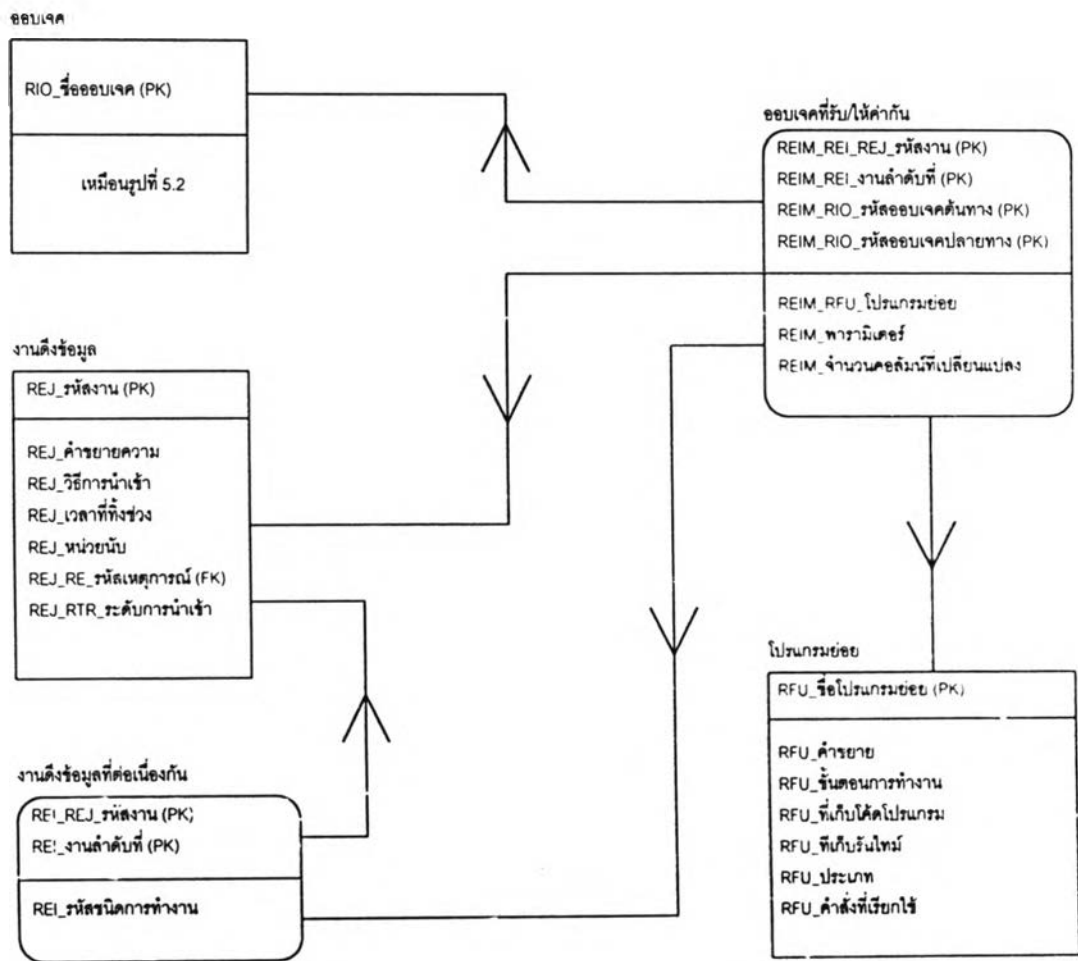 ออบเจค
RIO_ชื่อออบเจค (PK)
เหมือนรูปที่ 5.2
ออบเจคที่รับ/ให้ค่ากัน
REIM_REI_REJ_รหัสงาน (PK)
REIM_REI_งานลำดับที่ (PK)
REIM_RIO_รหัสออบเจคต้นทาง (PK)
REIM_RIO_รหัสออบเจคปลายทาง (PK)
REIM_RFU_โปรแกรมย่อย
REIM_พารามิเตอร์
REIM_จำนวนคอลัมน์ที่เปลี่ยนแปลง
งานดึงข้อมูล
REJ_รหัสงาน (PK)
REJ_คำขยายความ
REJ_วิธีการนำเข้า
REJ_เวลาที่ทิ้งช่วง
REJ_หน่วยนับ
REJ_RE_รหัสเหตุการณ์ (FK)
REJ_RTR_ระดับการนำเข้า
งานดึงข้อมูลที่ต่อเนื่องกัน
REI_REJ_รหัสงาน (PK)
REI_งานลำดับที่ (PK)
REI_รหัสชนิดการทำงาน
โปรแกรมย่อย
RFU_ชื่อโปรแกรมย่อย (PK)
RFU_คำขยาย
RFU_ขั้นตอนการทำงาน
RFU_ที่เก็บโค้ดโปรแกรม
RFU_ที่เก็บรันไทม์
RFU_ประเภท
RFU_คำสั่งที่เรียกใช้